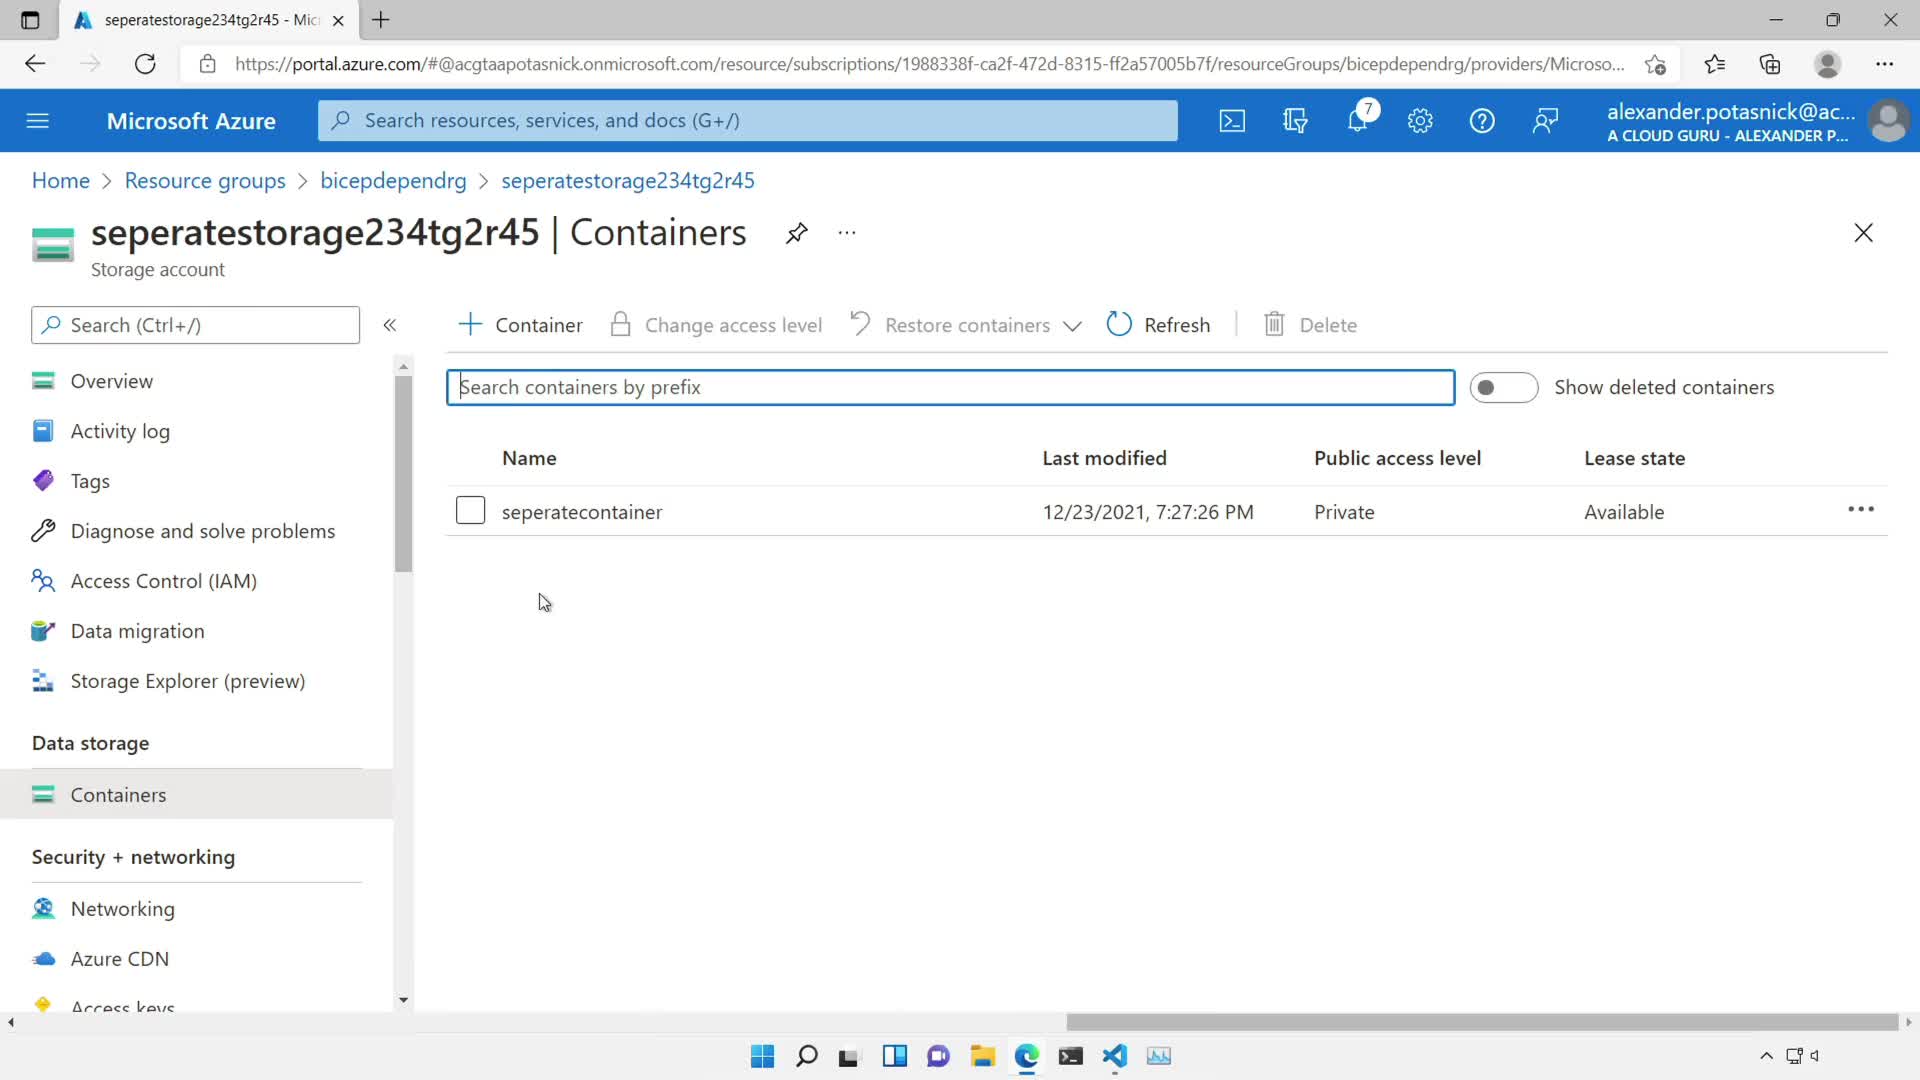 seperatestorage234tg2r45 - Mic
https://portal.azure.com/#@acgtaapotasnick.onmicrosoft.com/resource/subscriptions/1988338f-ca2f-472d-8315-ff2a57005b7f/resourceGroups/bicepdependrg/providers/Microso...
Microsoft Azure
Search resources, services, and docs (G+/)
7
alexander.potasnick@ac...
A CLOUD GURU - ALEXANDER P...
Home > Resource groups > bicepdependrg > seperatestorage234tg2r45
seperatestorage234tg2r45 | Containers
Storage account
Search (Ctrl+/)
Overview
Activity log
Tags
Diagnose and solve problems
Access Control (IAM)
Data migration
Storage Explorer (preview)
Data storage
Containers
Security + networking
Networking
Azure CDN
Access keys
Container Change access level Restore containers Refresh Delete
Search containers by prefix
Show deleted containers
Name Last modified Public access level Lease state
seperatecontainer 12/23/2021, 7:27:26 PM Private Available